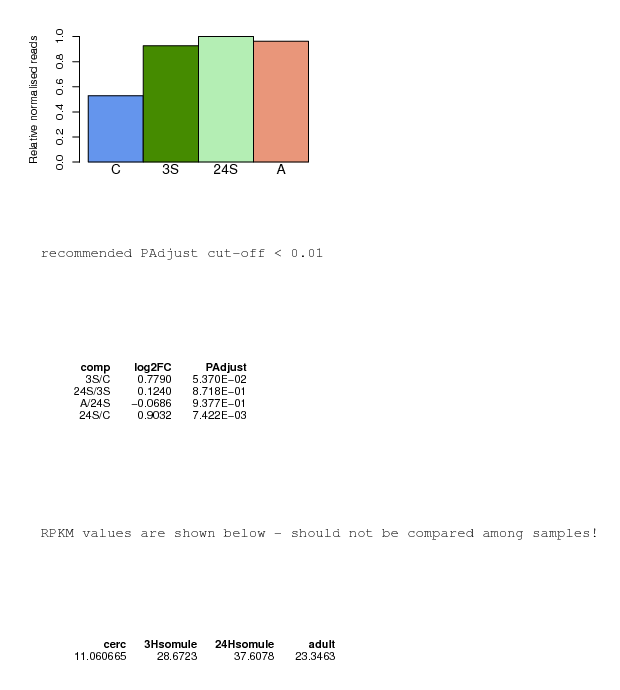 Relative normalised reads
1.0
0.8
0.6
0.4
0.2
0.0
C 3S 24S A
recommended PAdjust cut-off < 0.01
comp log2FC PAdjust
3S/C 0.7790 5.370E−02
24S/3S 0.1240 8.718E−01
A/24S −0.0686 9.377E−01
24S/C 0.9032 7.422E−03
RPKM values are shown below - should not be compared among samples!
cerc 3Hsomule 24Hsomule adult
11.060665 28.6723 37.6078 23.3463